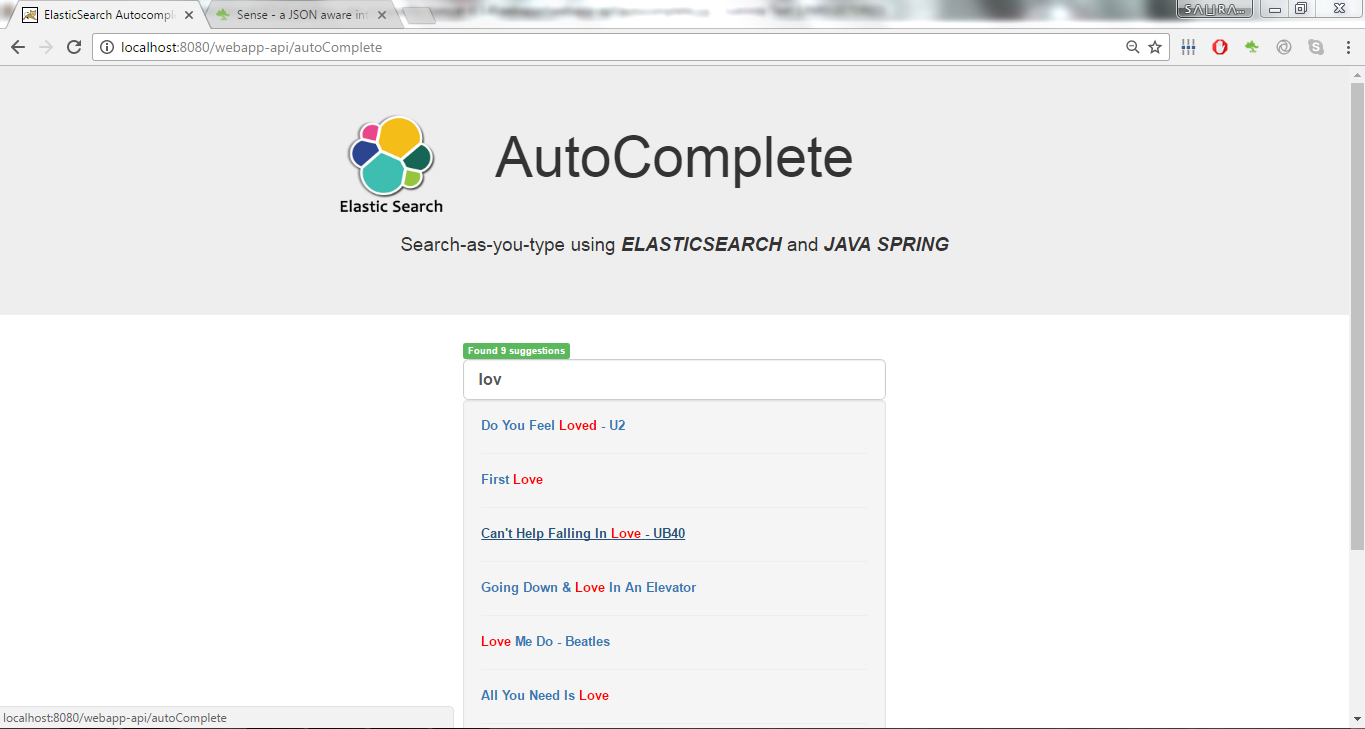 ElasticSearch Autocompl
Sense - a JSON aware in
localhost:8080/webapp-api/autoComplete
Elastic Search
AutoComplete
Search-as-you-type using ELASTICSEARCH and JAVA SPRING
Found 9 suggestions
lov
Do You Feel Loved - U2
First Love
Can't Help Falling In Love - UB40
Going Down & Love In An Elevator
Love Me Do - Beatles
All You Need Is Love
localhost:8080/webapp-api/autoComplete